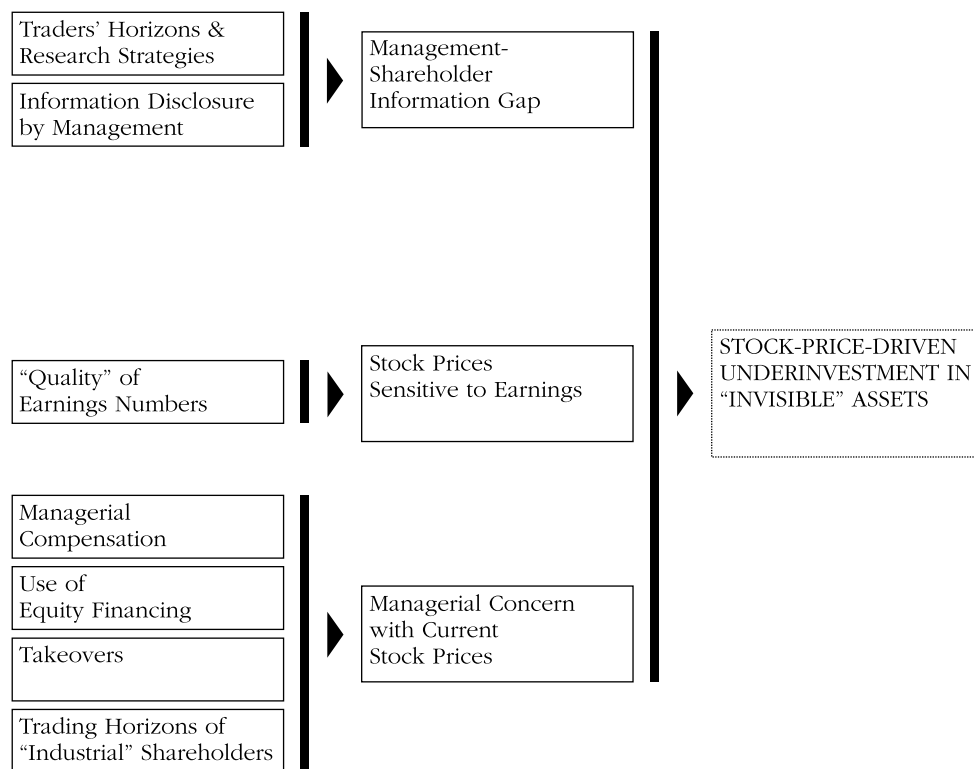 Traders’ Horizons &
Research Strategies
Information Disclosure
by Management
Management-
Shareholder
Information Gap
“Quality” of
Earnings Numbers
Stock Prices
Sensitive to Earnings
STOCK-PRICE-DRIVEN
UNDERINVESTMENT IN
“INVISIBLE” ASSETS
Managerial
Compensation
Use of
Equity Financing
Takeovers
Trading Horizons of
“Industrial” Shareholders
Managerial Concern
with Current
Stock Prices